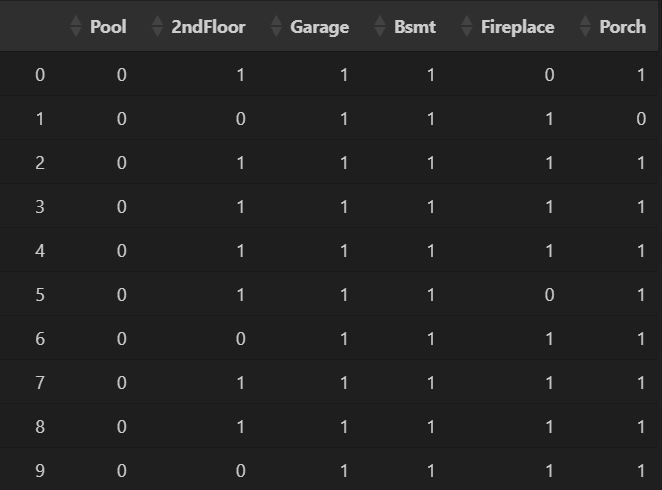 Pool 2ndFloor Garage Bsmt Fireplace Porch
0 0 1 1 1 0 1
1 0 0 1 1 1 0
2 0 1 1 1 1 1
3 0 1 1 1 1 1
4 0 1 1 1 1 1
5 0 1 1 1 0 1
6 0 0 1 1 1 1
7 0 1 1 1 1 1
8 0 1 1 1 1 1
9 0 0 1 1 1 1